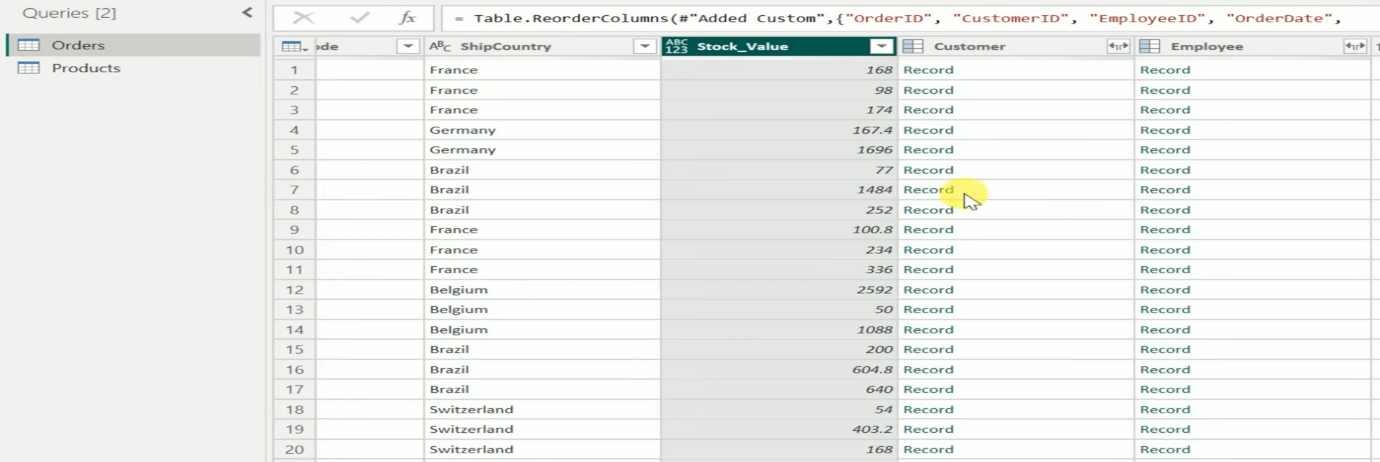 Queries [2]
Orders
Products
fx = Table.ReorderColumns(#"Added Custom",{"OrderID", "CustomerID", "EmployeeID", "OrderDate",
ode ABC ShipCountry ABC 123 Stock_Value Customer Employee
1 France 168 Record Record
2 France 98 Record Record
3 France 174 Record Record
4 Germany 167.4 Record Record
5 Germany 1696 Record Record
6 Brazil 77 Record Record
7 Brazil 1484 Record Record
8 Brazil 252 Record Record
9 France 100.8 Record Record
10 France 234 Record Record
11 France 336 Record Record
12 Belgium 2592 Record Record
13 Belgium 50 Record Record
14 Belgium 1088 Record Record
15 Brazil 200 Record Record
16 Brazil 604.8 Record Record
17 Brazil 640 Record Record
18 Switzerland 54 Record Record
19 Switzerland 403.2 Record Record
20 Switzerland 168 Record Record